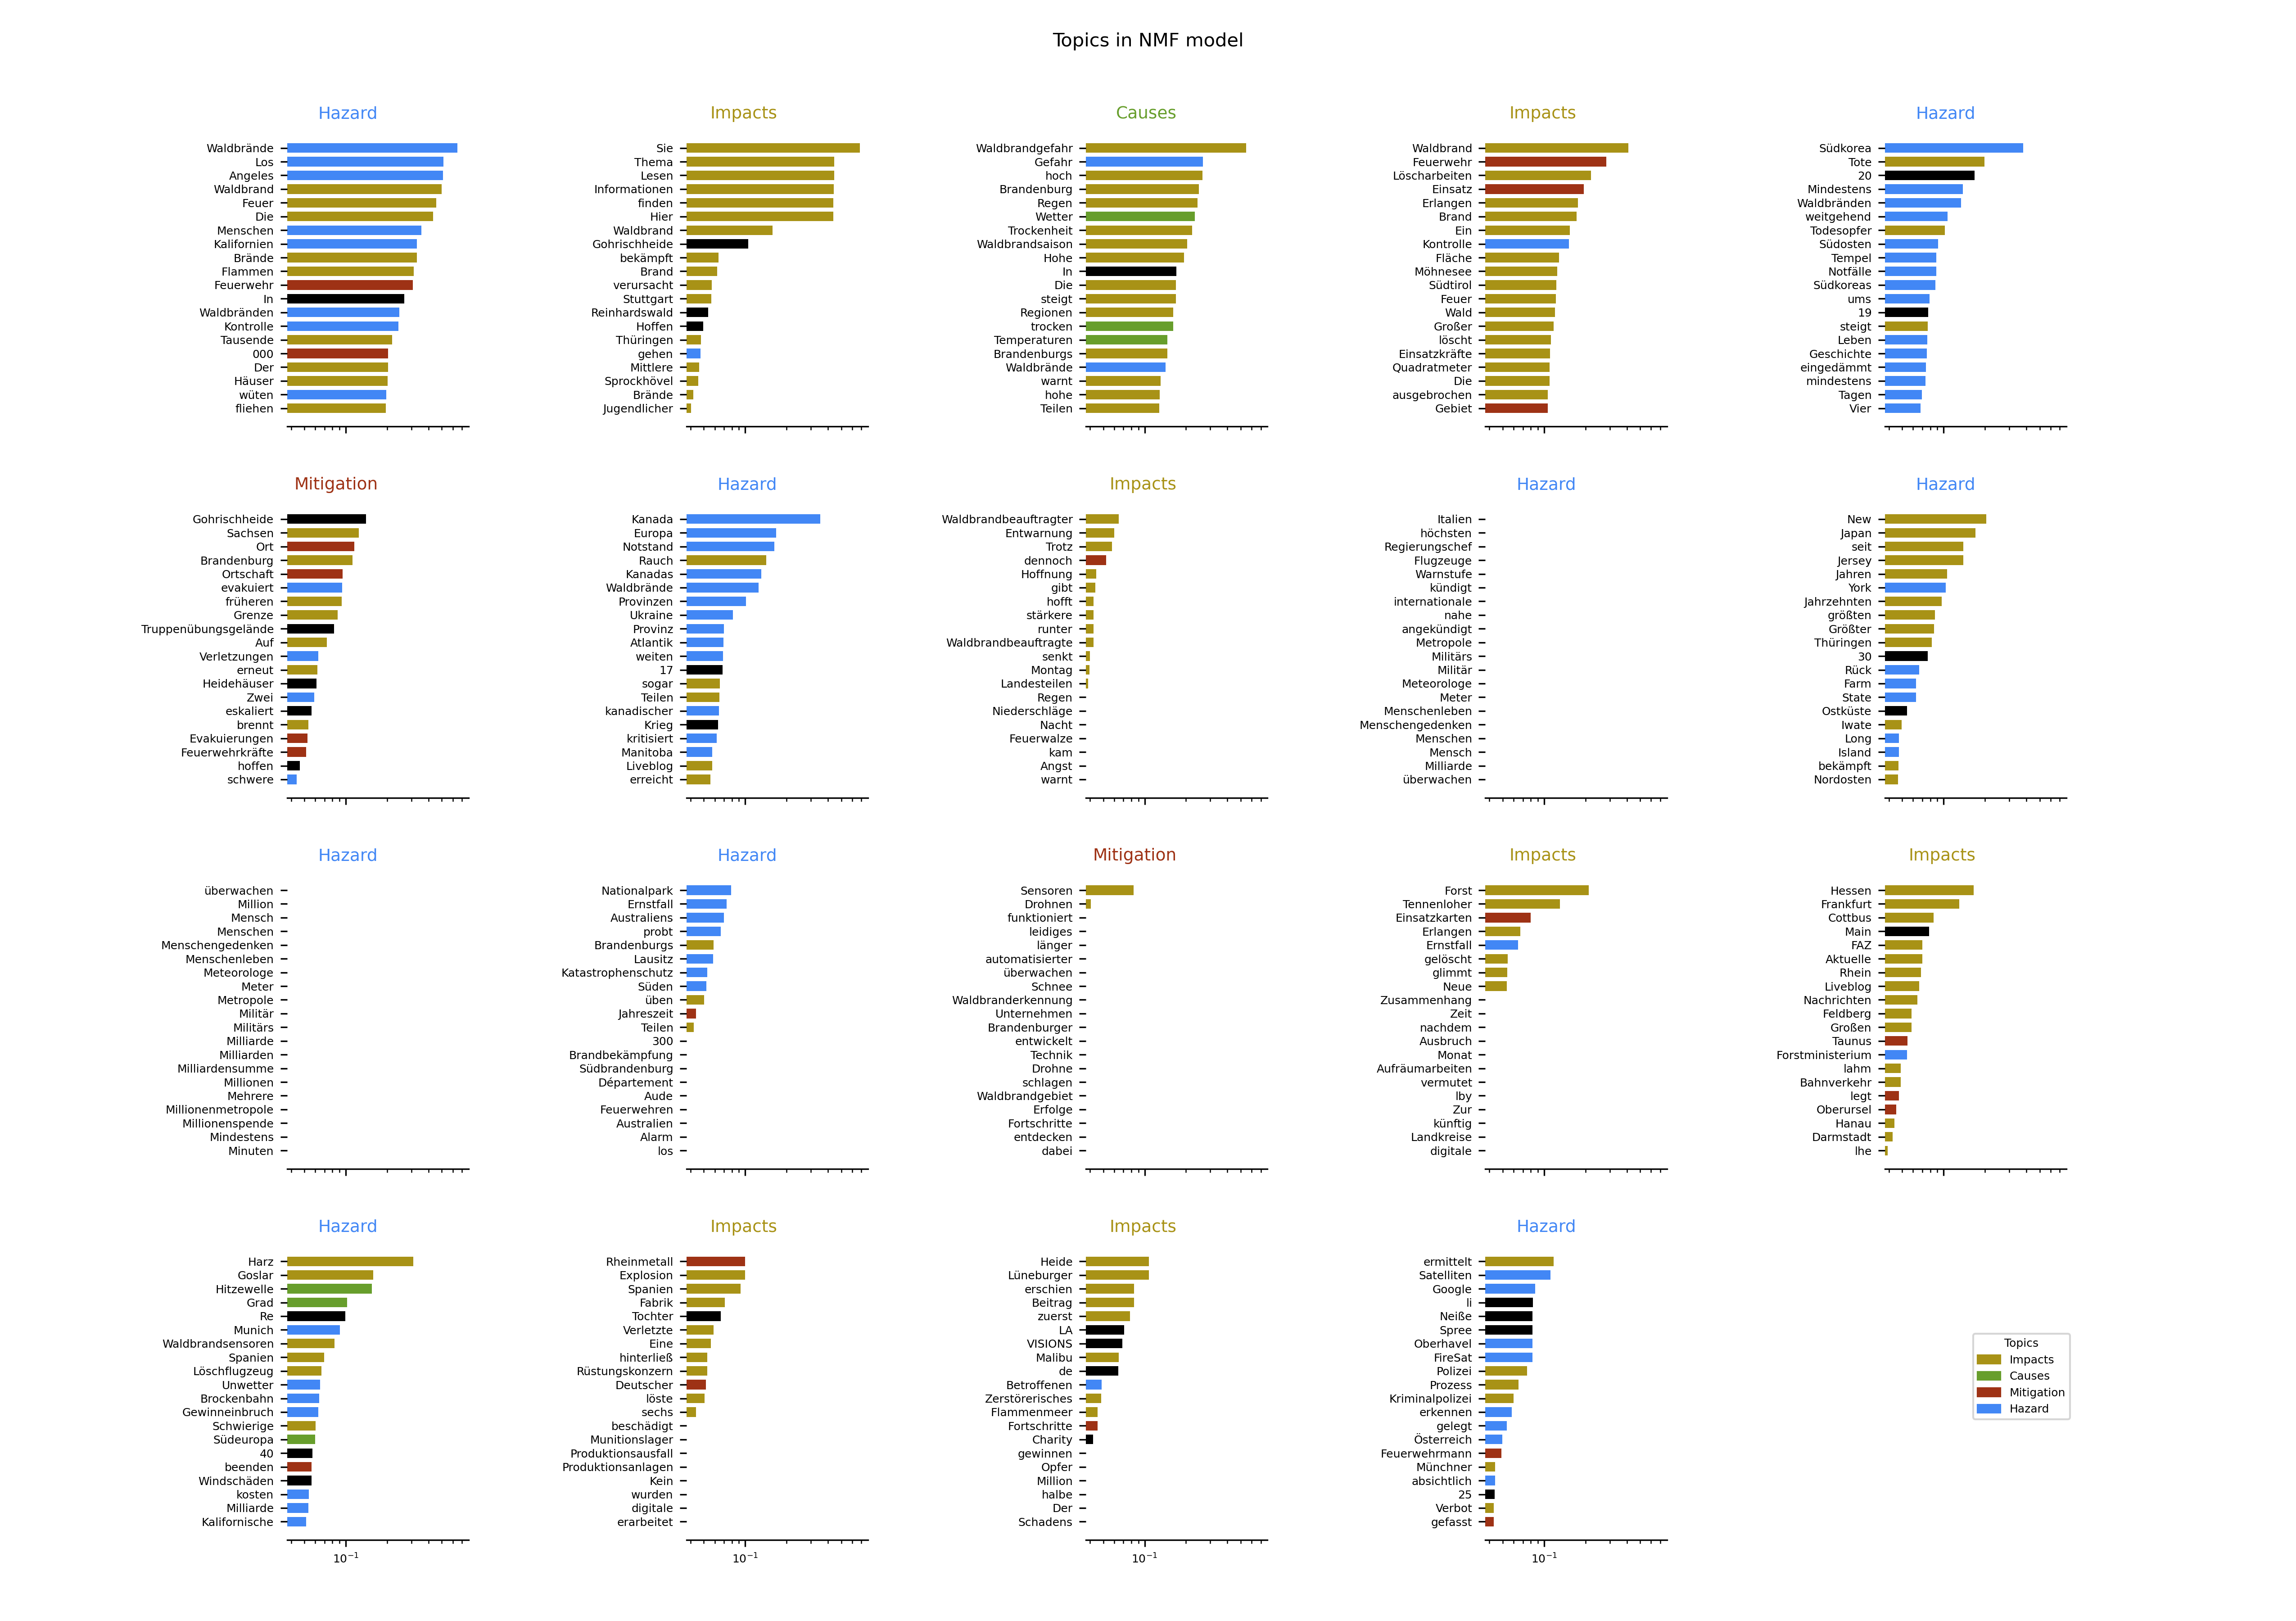 Topics in NMF model
Hazard
Waldbrände
Los
Angeles
Waldbrand
Feuer
Die
Menschen
Kalifornien
Brände
Flammen
Feuerwehr
In
Waldbränden
Kontrolle
Tausende
000
Der
Häuser
wüten
fliehen
Impacts
Sie
Thema
Lesen
Informationen
finden
Hier
Waldbrand
Gohrischheide
bekämpft
Brand
verursacht
Stuttgart
Reinhardswald
Hoffen
Thüringen
gehen
Mittlere
Sprockhövel
Brände
Jugendlicher
Causes
Waldbrandgefahr
Gefahr
hoch
Brandenburg
Regen
Wetter
Trockenheit
Waldbrandsaison
Hohe
In
Die
steigt
Regionen
trocken
Temperaturen
Brandenburgs
Waldbrände
warnt
hohe
Teilen
Impacts
Waldbrand
Feuerwehr
Löscharbeiten
Einsatz
Erlangen
Brand
Ein
Kontrolle
Fläche
Möhnesee
Südtirol
Feuer
Wald
Großer
löscht
Einsatzkräfte
Quadratmeter
Die
ausgebrochen
Gebiet
Hazard
Südkorea
Tote
20
Mindestens
Waldbränden
weitgehend
Todesopfer
Südosten
Tempel
Notfälle
Südkoreas
ums
19
steigt
Leben
Geschichte
eingedämmt
mindestens
Tagen
Vier
Mitigation
Gohrischheide
Sachsen
Ort
Brandenburg
Ortschaft
evakuiert
früheren
Grenze
Truppenübungsgelände
Auf
Verletzungen
erneut
Heidehäuser
Zwei
eskaliert
brennt
Evakuierungen
Feuerwehrkräfte
hoffen
schwere
Hazard
Kanada
Europa
Notstand
Rauch
Kanadas
Waldbrände
Provinzen
Ukraine
Provinz
Atlantik
weiten
17
sogar
Teilen
kanadischer
Krieg
kritisiert
Manitoba
Liveblog
erreicht
Impacts
Waldbrandbeauftragter
Entwarnung
Trotz
dennoch
Hoffnung
gibt
hofft
stärkere
runter
Waldbrandbeauftragte
senkt
Montag
Landesteilen
Regen
Niederschläge
Nacht
Feuerwalze
kam
Angst
warnt
Hazard
Italien
höchsten
Regierungschef
Flugzeuge
Warnstufe
kündigt
internationale
nahe
angekündigt
Metropole
Militärs
Militär
Meteorologe
Meter
Menschenleben
Menschengedenken
Menschen
Mensch
Milliarde
überwachen
Hazard
New
Japan
seit
Jersey
Jahren
York
Jahrzehnten
größten
Größter
Thüringen
30
Rück
Farm
State
Ostküste
Iwate
Long
Island
bekämpft
Nordosten
Hazard
überwachen
Million
Mensch
Menschen
Menschengedenken
Menschenleben
Meteorologe
Meter
Metropole
Militär
Militärs
Milliarde
Milliarden
Milliardensumme
Millionen
Mehrere
Millionenmetropole
Millionenspende
Mindestens
Minuten
Hazard
Nationalpark
Ernstfall
Australiens
probt
Brandenburgs
Lausitz
Katastrophenschutz
Süden
üben
Jahreszeit
Teilen
300
Brandbekämpfung
Südbrandenburg
Département
Aude
Feuerwehren
Australien
Alarm
los
Mitigation
Sensoren
Drohnen
funktioniert
leidiges
länger
automatisierter
überwachen
Schnee
Waldbranderkennung
Unternehmen
Brandenburger
entwickelt
Technik
Drohne
schlagen
Waldbrandgebiet
Erfolge
Fortschritte
entdecken
dabei
Impacts
Forst
Tennenloher
Einsatzkarten
Erlangen
Ernstfall
gelöscht
glimmt
Neue
Zusammenhang
Zeit
nachdem
Ausbruch
Monat
Aufräumarbeiten
vermutet
lby
Zur
künftig
Landkreise
digitale
Impacts
Hessen
Frankfurt
Cottbus
Main
FAZ
Aktuelle
Rhein
Liveblog
Nachrichten
Feldberg
Großen
Taunus
Forstministerium
lahm
Bahnverkehr
legt
Oberursel
Hanau
Darmstadt
lhe
Hazard
Harz
Goslar
Hitzewelle
Grad
Re
Munich
Waldbrandsensoren
Spanien
Löschflugzeug
Unwetter
Brockenbahn
Gewinneinbruch
Schwierige
Südeuropa
40
beenden
Windschäden
kosten
Milliarde
Kalifornische
10⁻¹
Impacts
Rheinmetall
Explosion
Spanien
Fabrik
Tochter
Verletzte
Eine
hinterließ
Rüstungskonzern
Deutscher
löste
sechs
beschädigt
Munitionslager
Produktionsausfall
Produktionsanlagen
Kein
wurden
digitale
erarbeitet
10⁻¹
Impacts
Heide
Lüneburger
erschien
Beitrag
zuerst
LA
VISIONS
Malibu
de
Betroffenen
Zerstörerisches
Flammenmeer
Fortschritte
Charity
gewinnen
Opfer
Million
halbe
Der
Schadens
10⁻¹
Hazard
ermittelt
Satelliten
Google
li
Neiße
Spree
Oberhavel
FireSat
Polizei
Prozess
Kriminalpolizei
erkennen
gelegt
Österreich
Feuerwehrmann
Münchner
absichtlich
25
Verbot
gefasst
10⁻¹
Topics
Impacts
Causes
Mitigation
Hazard